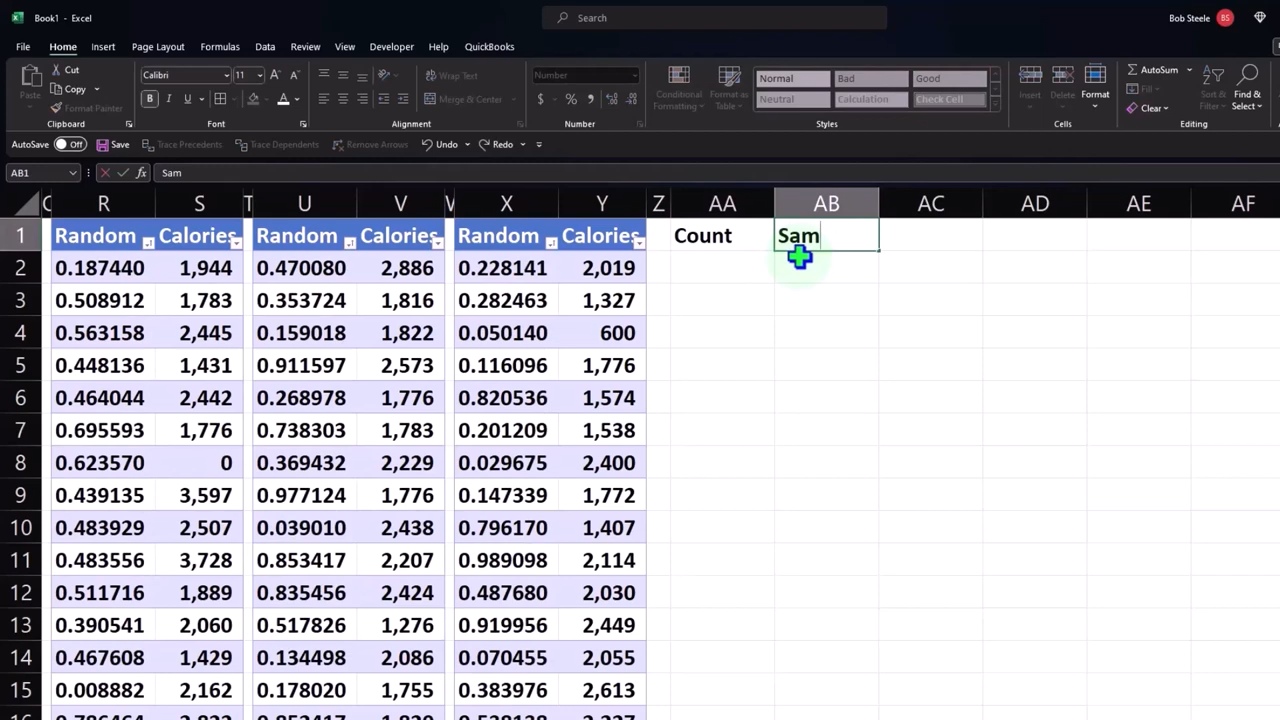 Book1 - Excel
Search
Bob Steele BS
File Home Insert Page Layout Formulas Data Review View Developer Help QuickBooks
Paste Cut Copy Format Painter Clipboard
Calibri 11 A A B I U A Font
Wrap Text Merge & Center Alignment
Number $ % , Number
Conditional Formatting Format as Table Normal Bad Good Neutral Calculation Check Cell Styles
Insert Delete Format Cells
AutoSum Fill Clear Sort & Filter Find & Select Editing
AutoSave Off Save Trace Precedents Trace Dependents Remove Arrows Undo Redo
AB1 fx Sam
R S T U V X Y Z AA AB AC AD AE AF
1 Random Calories Random Calories Random Calories Count Sam
2 0.187440 1,944 0.470080 2,886 0.228141 2,019
3 0.508912 1,783 0.353724 1,816 0.282463 1,327
4 0.563158 2,445 0.159018 1,822 0.050140 600
5 0.448136 1,431 0.911597 2,573 0.116096 1,776
6 0.464044 2,442 0.268978 1,776 0.820536 1,574
7 0.695593 1,776 0.738303 1,783 0.201209 1,538
8 0.623570 0 0.369432 2,229 0.029675 2,400
9 0.439135 3,597 0.977124 1,776 0.147339 1,772
10 0.483929 2,507 0.039010 2,438 0.796170 1,407
11 0.483556 3,728 0.853417 2,207 0.989098 2,114
12 0.511716 1,889 0.835456 2,424 0.487680 2,030
13 0.390541 2,060 0.517826 1,276 0.919956 2,449
14 0.467608 1,429 0.134498 2,086 0.070455 2,055
15 0.008882 2,162 0.178020 1,755 0.383976 2,613